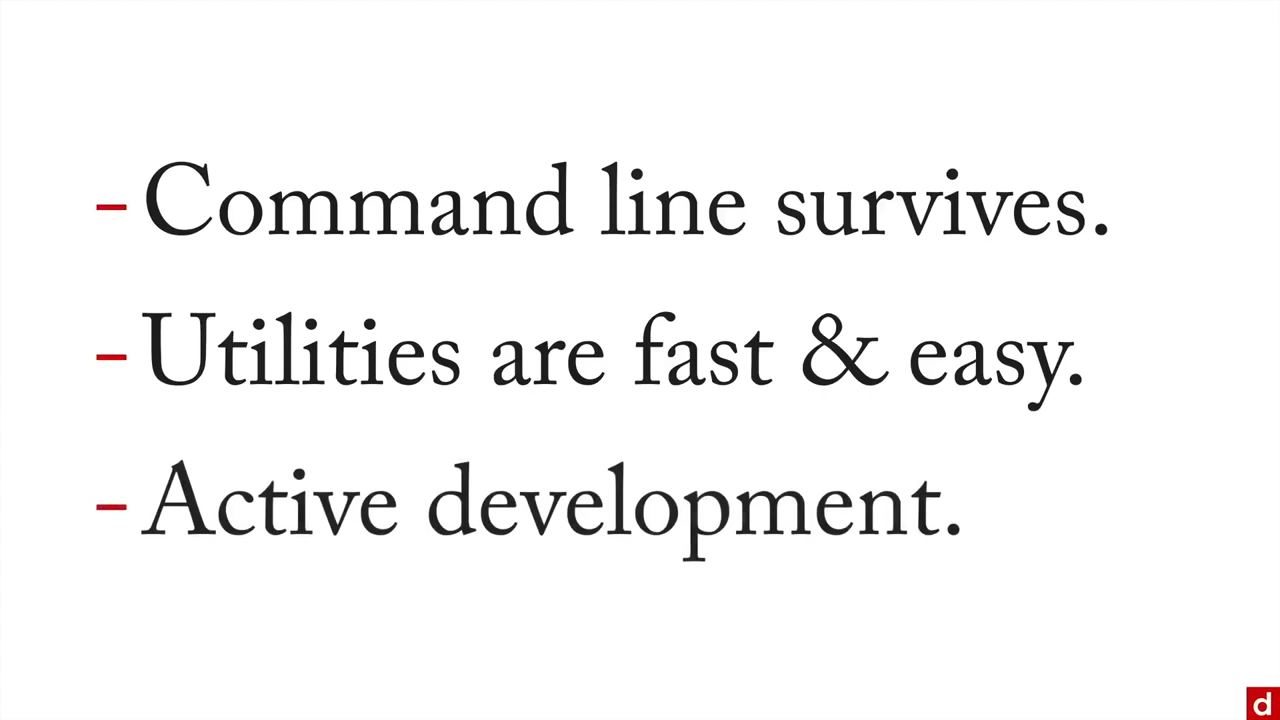 - Command line survives.
- Utilities are fast & easy.
- Active development.
d